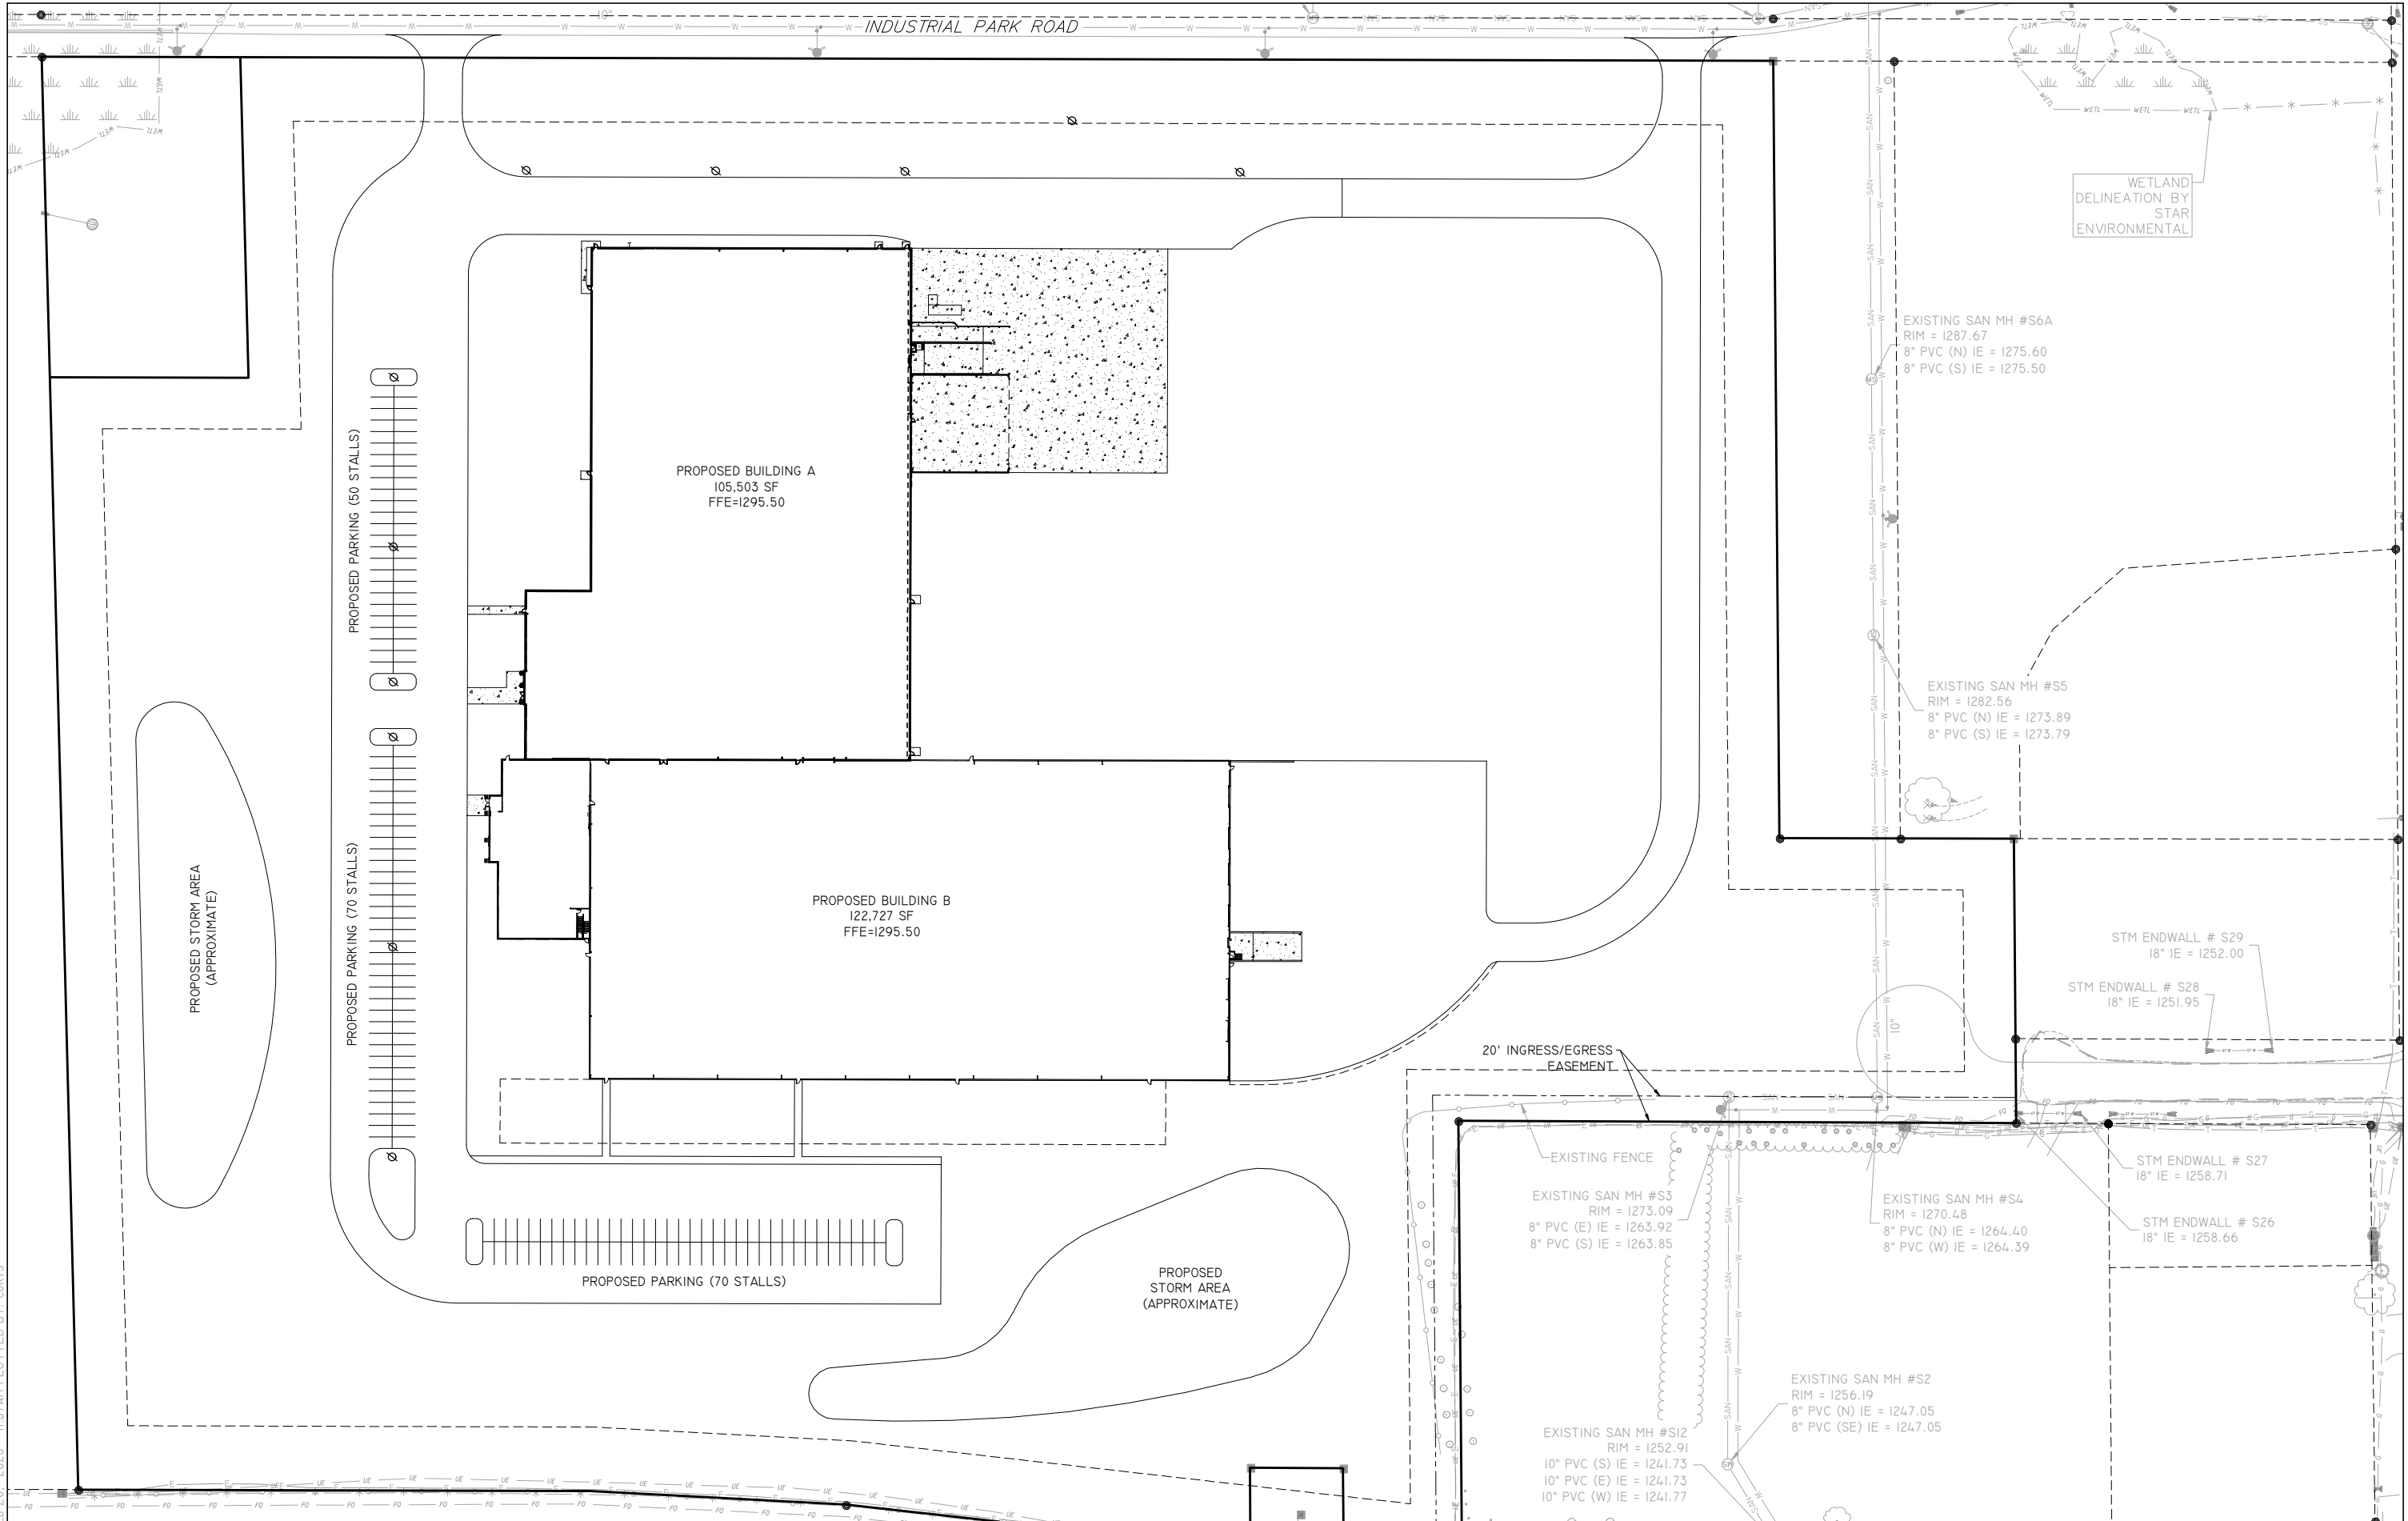 INDUSTRIAL PARK ROAD
10"
WETLAND
DELINEATION BY
STAR
ENVIRONMENTAL
EXISTING SAN MH #S6A
RIM = 1287.67
8" PVC (N) IE = 1275.60
8" PVC (S) IE = 1275.50
PROPOSED PARKING (50 STALLS)
PROPOSED BUILDING A
105,503 SF
FFE=1295.50
EXISTING SAN MH #S5
RIM = 1282.56
8" PVC (N) IE = 1273.89
8" PVC (S) IE = 1273.79
PROPOSED STORM AREA
(APPROXIMATE)
PROPOSED PARKING (70 STALLS)
PROPOSED BUILDING B
122,727 SF
FFE=1295.50
STM ENDWALL # S29
18" IE = 1252.00
STM ENDWALL # S28
18" IE = 1251.95
10"
20' INGRESS/EGRESS
EASEMENT
EXISTING FENCE
STM ENDWALL # S27
18" IE = 1258.71
EXISTING SAN MH #S3
RIM = 1273.09
8" PVC (E) IE = 1263.92
8" PVC (S) IE = 1263.85
EXISTING SAN MH #S4
RIM = 1270.48
8" PVC (N) IE = 1264.40
8" PVC (W) IE = 1264.39
STM ENDWALL # S26
18" IE = 1258.66
PROPOSED PARKING (70 STALLS)
PROPOSED
STORM AREA
(APPROXIMATE)
EXISTING SAN MH #S2
RIM = 1256.19
8" PVC (N) IE = 1247.05
8" PVC (SE) IE = 1247.05
EXISTING SAN MH #S12
RIM = 1252.91
10" PVC (S) IE = 1241.73
10" PVC (E) IE = 1241.73
10" PVC (W) IE = 1241.77